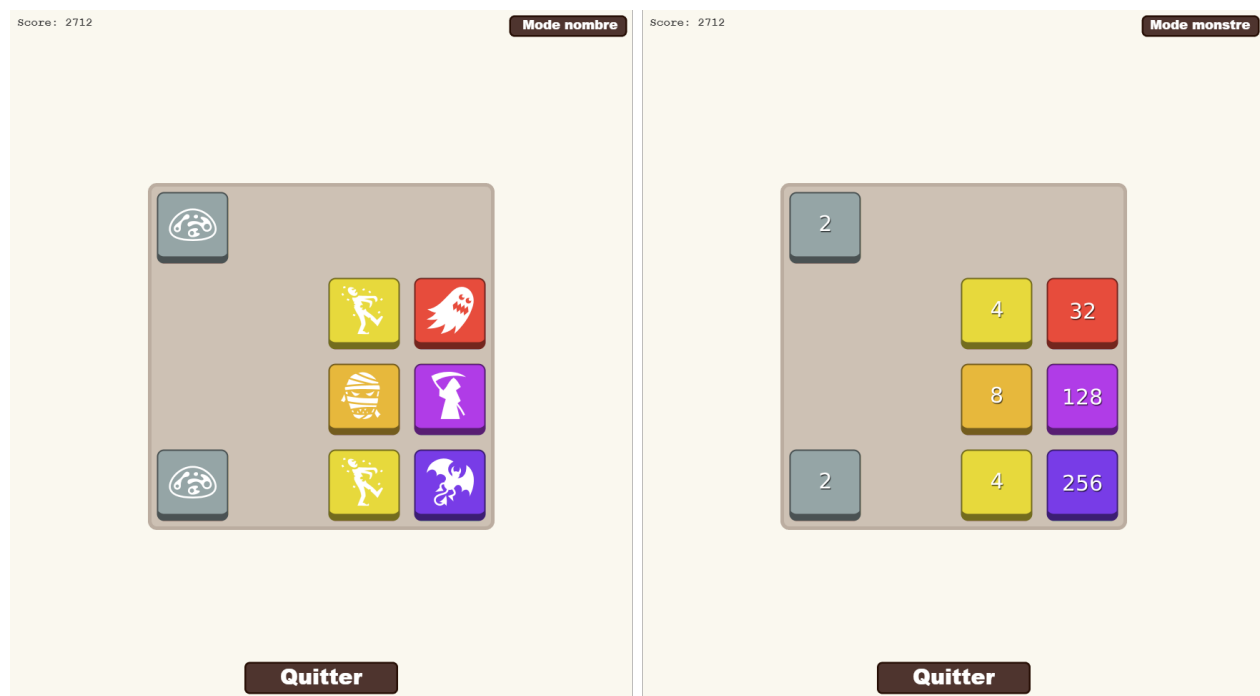 Score: 2712
Mode nombre
Quitter
Score: 2712
Mode monstre
2
4 32
8 128
2 4 256
Quitter